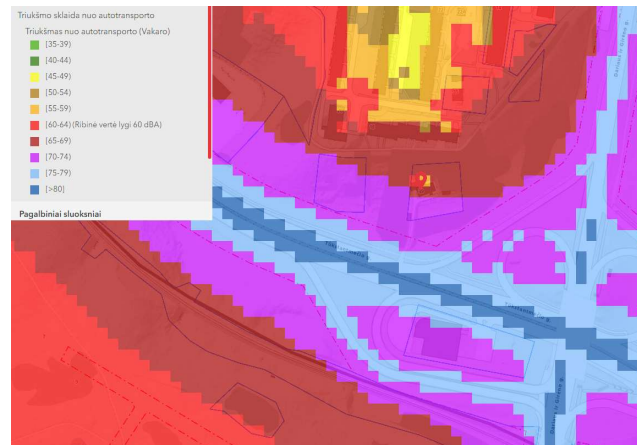 Triukšmo sklaida nuo autotransporto
Triukšmas nuo autotransporto (Vakaro)
[35-39)
[40-44)
[45-49)
[50-54)
[55-59)
[60-64) (Ribinė vertė lygi 60 dBA)
[65-69)
[70-74)
[75-79)
[>80]
Pagalbiniai sluoksniai